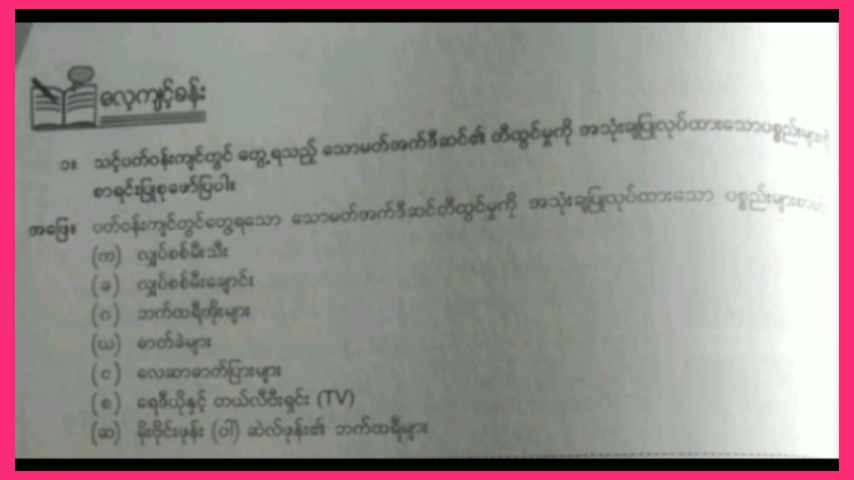 လေ့ကျင့်ခန်း
၁။ သင့်ပတ်ဝန်းကျင်တွင် တွေ့ရသည့် သောမတ်အက်ဒီဆင်၏ တီထွင်မှုကို အသုံးချပြုလုပ်ထားသောပစ္စည်းများကို
စာရင်းပြုစုဖော်ပြပါ။
အဖြေ။ ပတ်ဝန်းကျင်တွင်တွေ့ရသော သောမတ်အက်ဒီဆင်တီထွင်မှုကို အသုံးချပြုလုပ်ထားသော
(က) လျှပ်စစ်မီးသီး
(ခ) လျှပ်စစ်မီးချောင်း
(ဂ) ဘက်ထရီအိုးများ
(ဃ) ဓာတ်ခဲများ
(င) လေဆာဓာတ်ပြားများ
(စ) ရေဒီယိုနှင့် တယ်လီဗီးရှင်း (TV)
(ဆ) မိုးဗိုင်းဖုန်း (ဝါ) ဆဲလ်ဖုန်း၏ ဘက်ထရီများ